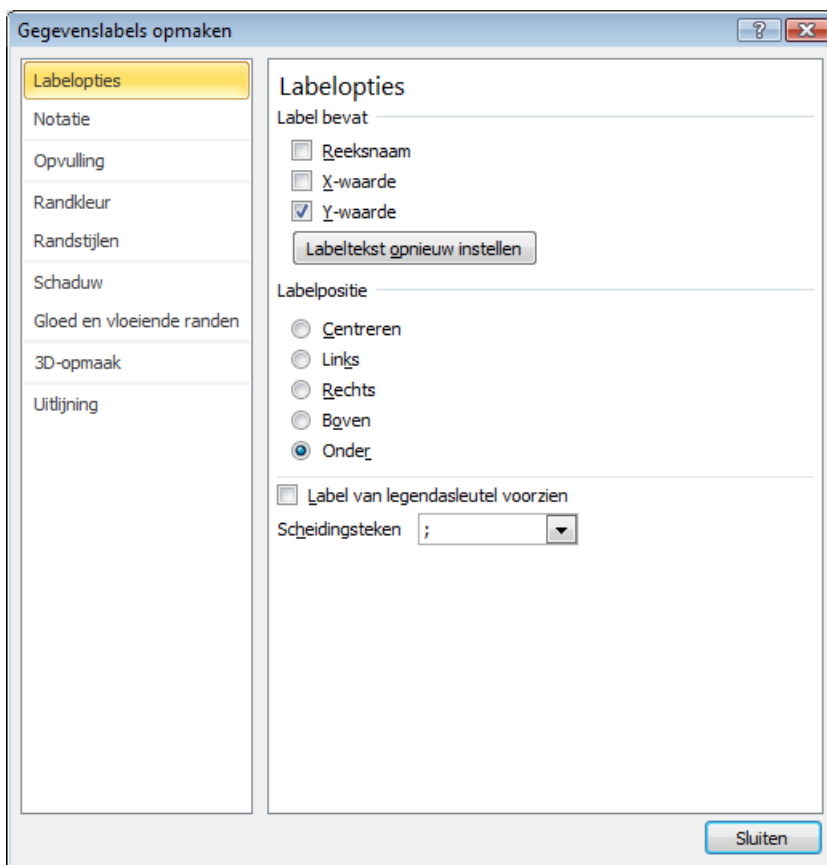 Gegevenslabels opmaken
Labelopties
Notatie
Opvulling
Randkleur
Randstijlen
Schaduw
Gloed en vloeiende randen
3D-opmaak
Uitlijning
Labelopties
Label bevat
Reeksnaam
X-waarde
Y-waarde
Labeltekst opnieuw instellen
Labelpositie
Centreren
Links
Rechts
Boven
Onder
Label van legendasleutel voorzien
Scheidingsteken ;
Sluiten